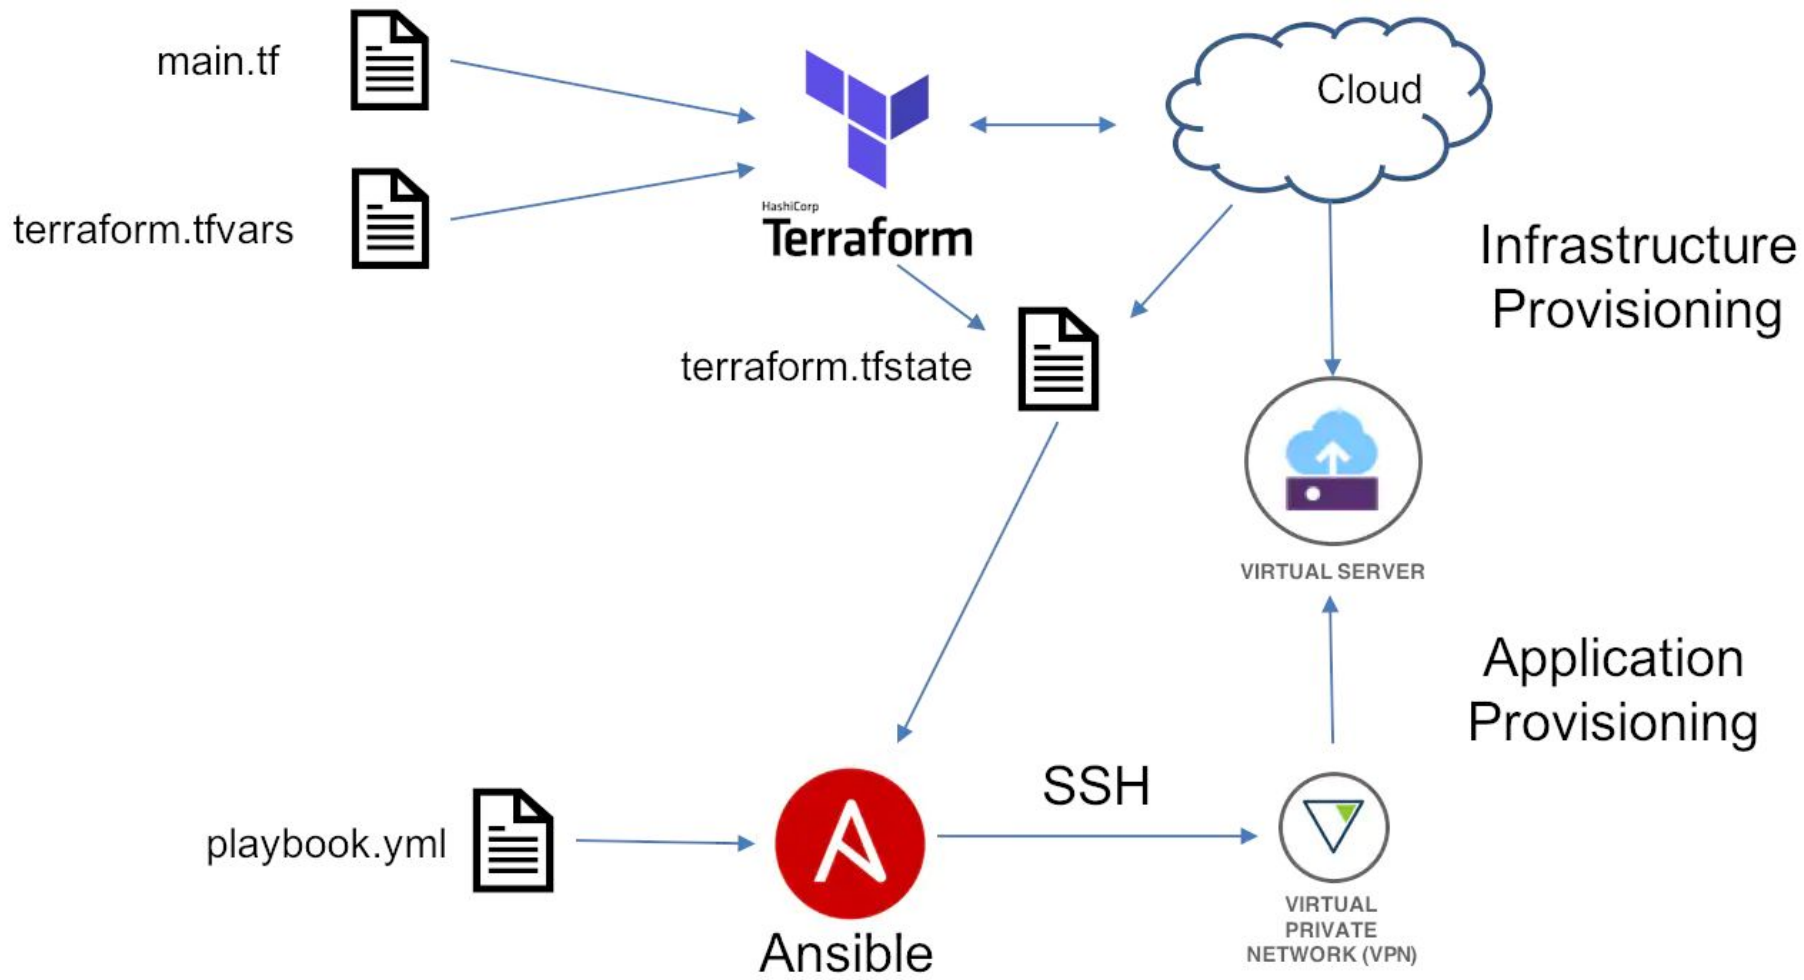 main.tf
Cloud
terraform.tfvars
HashiCorp
Terraform
Infrastructure
Provisioning
terraform.tfstate
VIRTUAL SERVER
Application
Provisioning
SSH
playbook.yml
Ansible
VIRTUAL
PRIVATE
NETWORK (VPN)